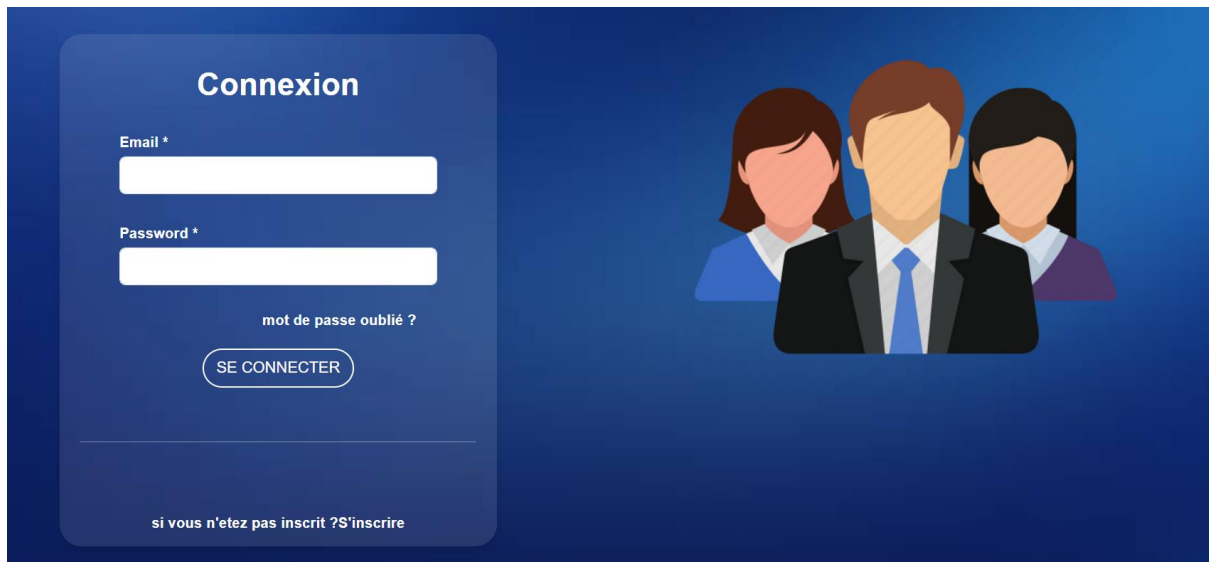 Connexion
Email *
Password *
mot de passe oublié ?
SE CONNECTER
si vous n'etez pas inscrit ?S'inscrire